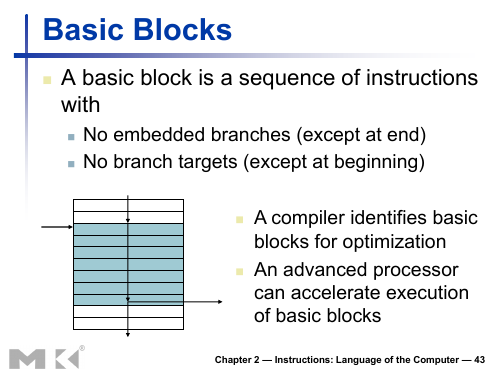 Basic Blocks
A basic block is a sequence of instructions
with
No embedded branches (except at end)
No branch targets (except at beginning)
A compiler identifies basic
blocks for optimization
An advanced processor
can accelerate execution
of basic blocks
MK®
Chapter 2 — Instructions: Language of the Computer — 43